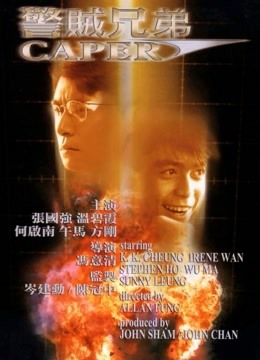 警賊兄弟
CAPER
主演
張國強 溫碧霞
何啟南 午馬 方剛
導演
馮意清
監製
岑建勳/陳冠中
starring
K. K. CHEUNG IRENE WAN
STEPHEN HO WU MA
SUNNY LEUNG
directed by
ALLAN FUNG
produced by
JOHN SHAM/JOHN CHAN